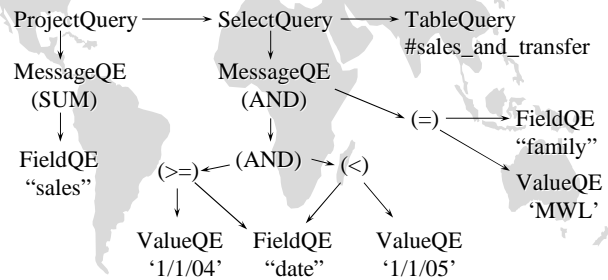 ProjectQuery
SelectQuery
TableQuery
#sales_and_transfer
MessageQE
(SUM)
MessageQE
(AND)
(=)
FieldQE
“family”
FieldQE
“sales”
(>=)
(AND)
(<)
ValueQE
‘MWL’
ValueQE
‘1/1/04’
FieldQE
“date”
ValueQE
‘1/1/05’